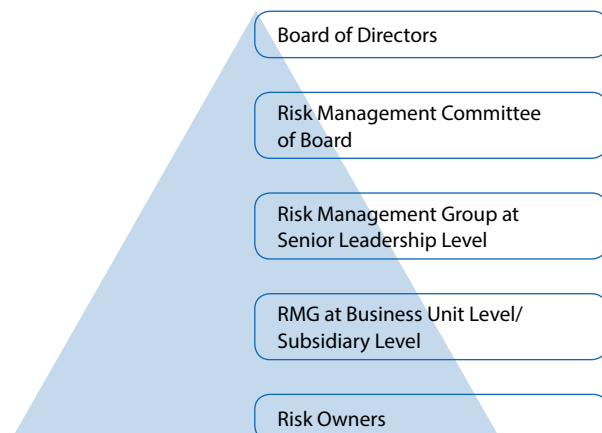 Board of Directors
Risk Management Committee
of Board
Risk Management Group at
Senior Leadership Level
RMG at Business Unit Level/
Subsidiary Level
Risk Owners